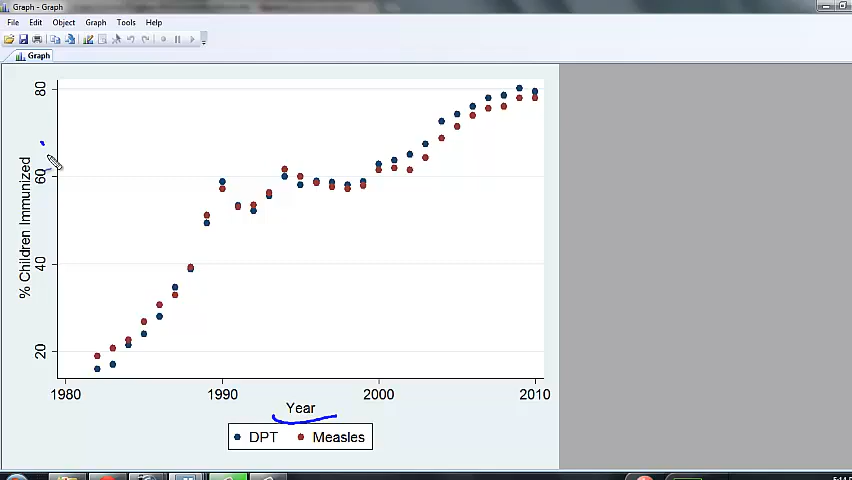 Graph - Graph
File Edit Object Graph Tools Help
Graph
80
60
40
20
% Children Immunized
1980 1990 2000 2010
Year
DPT Measles